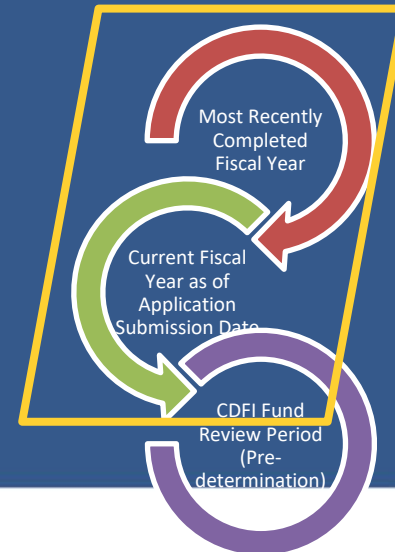 Most Recently
Completed
Fiscal Year
Current Fiscal
Year as of
Application
Submission Date
CDFI Fund
Review Period
(Pre-
determination)